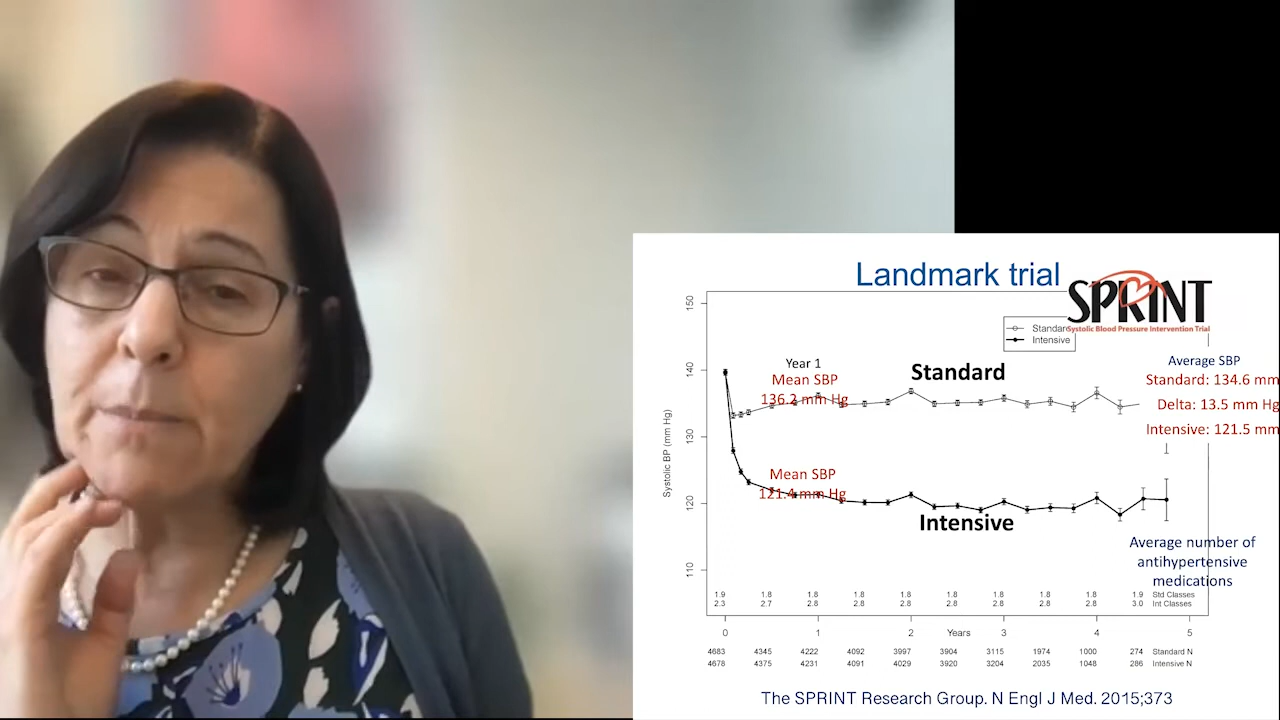 Landmark trial
SPRINT
Systolic Blood Pressure Intervention Trial
150
140
130
120
110
Systolic BP (mm Hg)
Standard
Intensive
Year 1
Mean SBP
136.2 mm Hg
Standard
Average SBP
Standard: 134.6 mm
Delta: 13.5 mm Hg
Intensive: 121.5 mm
Mean SBP
121.4 mm Hg
Intensive
Average number of
antihypertensive
medications
1.9 1.8 1.8 1.8 1.8 1.8 1.8 1.8 1.9 Std Classes
2.3 2.7 2.8 2.8 2.8 2.8 2.8 2.8 2.8 3.0 Int Classes
0 1 2 Years 3 4 5
4683 4345 4222 4092 3997 3904 3115 1974 1000 274 Standard N
4678 4375 4231 4091 4029 3920 3204 2035 1048 286 Intensive N
The SPRINT Research Group. N Engl J Med. 2015;373